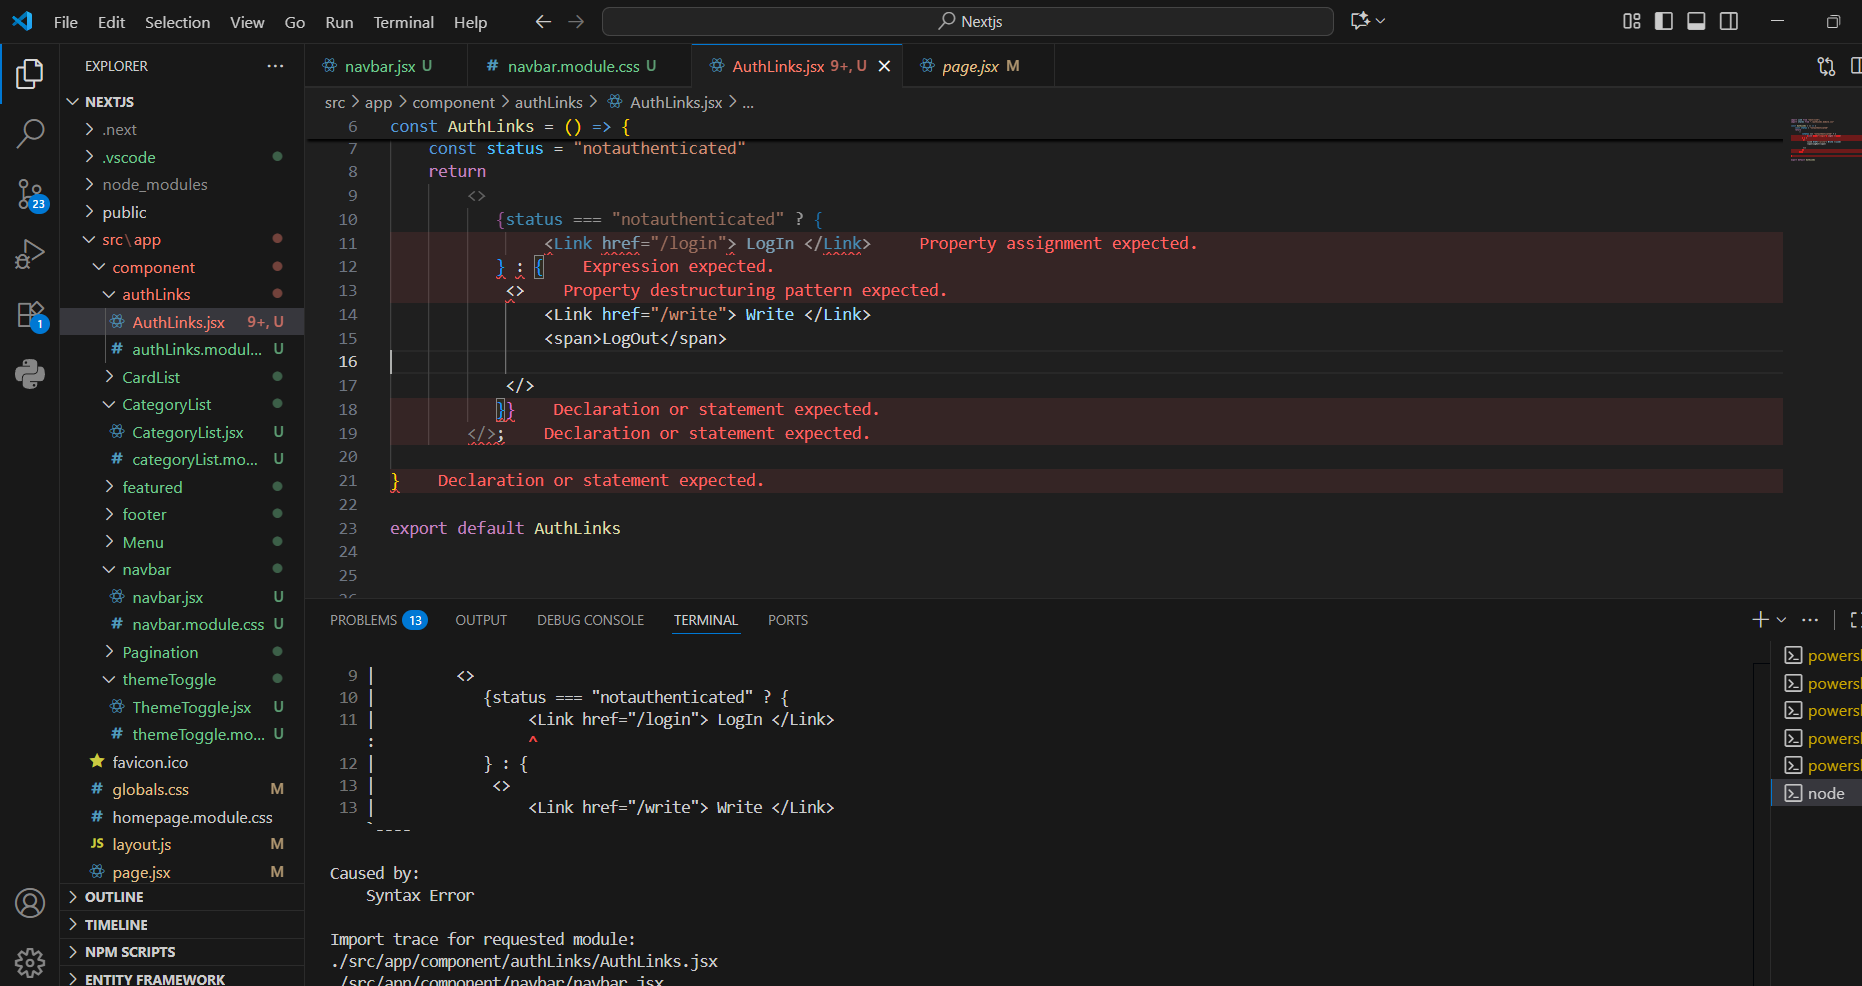 File Edit Selection View Go Run Terminal Help
Nextjs
EXPLORER
NEXTJS
.next
.vscode
node_modules
public
src\app
component
authLinks
AuthLinks.jsx 9+, U
authLinks.modul... U
CardList
CategoryList
CategoryList.jsx U
categoryList.mo... U
featured
footer
Menu
navbar
navbar.jsx U
navbar.module.css U
Pagination
themeToggle
ThemeToggle.jsx U
themeToggle.mo... U
favicon.ico
globals.css M
homepage.module.css
JS layout.js M
page.jsx M
OUTLINE
TIMELINE
NPM SCRIPTS
ENTITY FRAMEWORK
23
1
navbar.jsx U
# navbar.module.css U
AuthLinks.jsx 9+, U
page.jsx M
src > app > component > authLinks > AuthLinks.jsx > ...
6 const AuthLinks = () => {
7 const status = "notauthenticated"
8 return
9 <>
10 {status === "notauthenticated" ? {
11 <Link href="/login"> LogIn </Link> Property assignment expected.
12 } : { Expression expected.
13 <> Property destructuring pattern expected.
14 <Link href="/write"> Write </Link>
15 <span>LogOut</span>
16
17 </>
18 }} Declaration or statement expected.
19 </>; Declaration or statement expected.
20
21 } Declaration or statement expected.
22
23 export default AuthLinks
24
25
PROBLEMS 13 OUTPUT DEBUG CONSOLE TERMINAL PORTS
9 | <>
10 | {status === "notauthenticated" ? {
11 | <Link href="/login"> LogIn </Link>
: ^
12 | } : {
13 | <>
13 | <Link href="/write"> Write </Link>
`----
Caused by:
Syntax Error
Import trace for requested module:
./src/app/component/authLinks/AuthLinks.jsx
./src/app/component/navbar/navbar.jsx
powersl
powersl
powersl
powersl
powersl
node